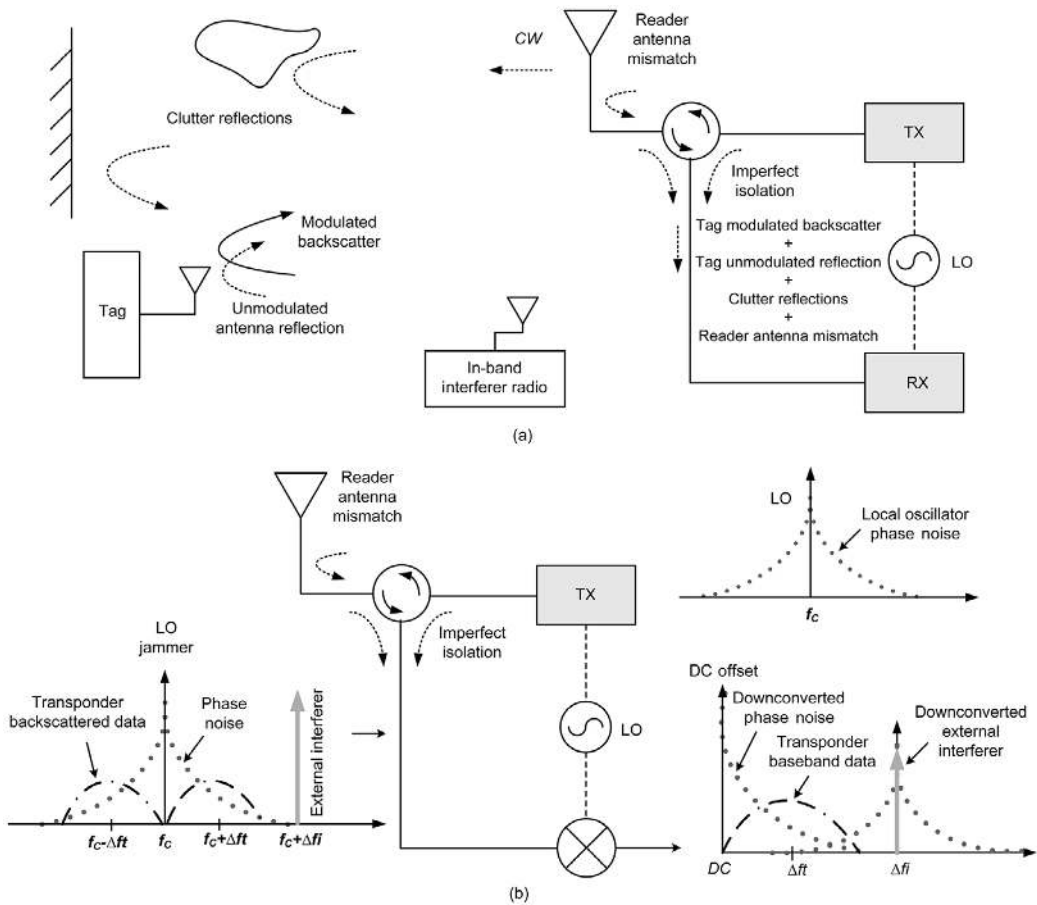 CW
Reader
antenna
mismatch
Clutter reflections
TX
Imperfect
isolation
Modulated
backscatter
Tag modulated backscatter
+
Tag unmodulated reflection
+
Clutter reflections
+
Reader antenna mismatch
LO
Tag
Unmodulated
antenna reflection
In-band
interferer radio
RX
(a)
Reader
antenna
mismatch
LO
Local oscillator
phase noise
fC
TX
Imperfect
isolation
LO
jammer
Transponder
backscattered data
Phase
noise
External interferer
fC-Δft
fC
fC+Δft
fC+Δfi
LO
DC offset
Downconverted
phase noise
Downconverted
external
interferer
Transponder
baseband data
DC
Δft
Δfi
(b)